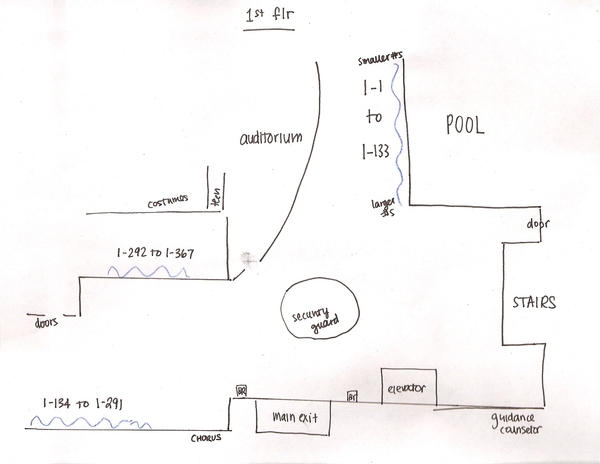 1st flr
smaller #s
1-1
to
1-133
larger
#s
POOL
auditorium
costumes
teen
1-292 to 1-367
doors
door
STAIRS
security
guard
elevator
guidance
counselor
main exit
1-134 to 1-291
CHORUS